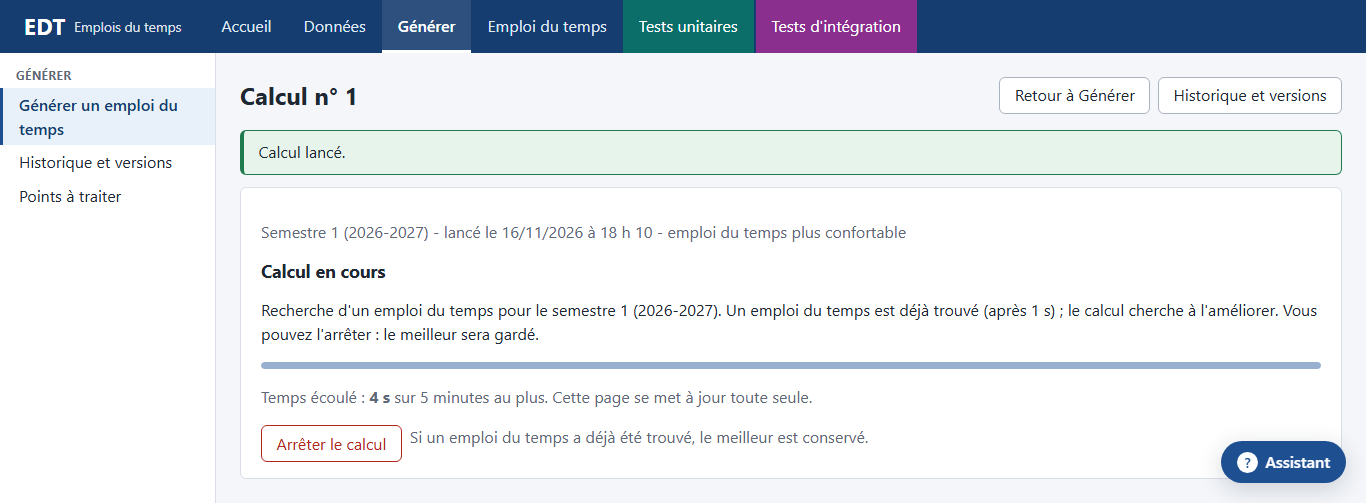 EDT Emplois du temps Accueil Données Générer Emploi du temps Tests unitaires Tests d'intégration
GÉNÉRER
Générer un emploi du
temps
Historique et versions
Points à traiter
Calcul n° 1
Retour à Générer Historique et versions
Calcul lancé.
Semestre 1 (2026-2027) - lancé le 16/11/2026 à 18 h 10 - emploi du temps plus confortable
Calcul en cours
Recherche d'un emploi du temps pour le semestre 1 (2026-2027). Un emploi du temps est déjà trouvé (après 1 s) ; le calcul cherche à l'améliorer. Vous
pouvez l'arrêter : le meilleur sera gardé.
Temps écoulé : 4 s sur 5 minutes au plus. Cette page se met à jour toute seule.
Arrêter le calcul Si un emploi du temps a déjà été trouvé, le meilleur est conservé.
? Assistant